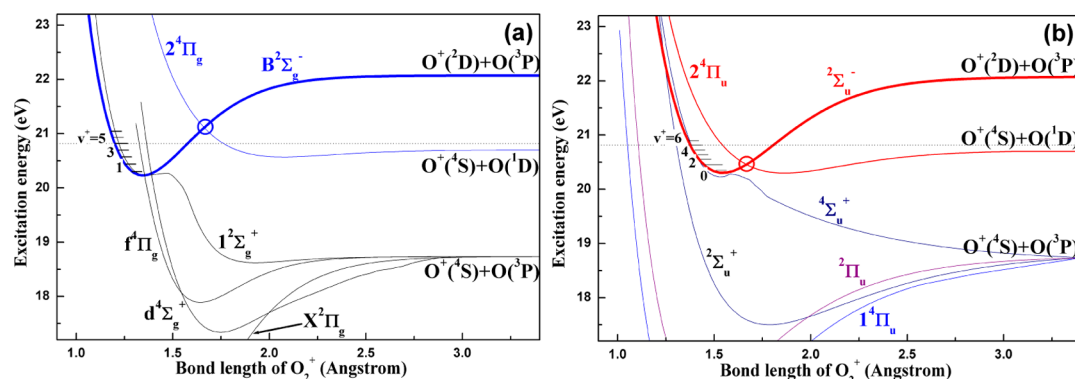 (a)
23
22
21
20
19
18
Excitation energy (eV)
2⁴Πg
B²Σg⁻
O⁺(²D)+O(³P)
v⁺=5
3
1
O⁺(⁴S)+O(¹D)
1²Σg⁺
f⁴Πg
O⁺(⁴S)+O(³P)
d⁴Σg⁺
X²Πg
1.0 1.5 2.0 2.5 3.0
Bond length of O₂⁺ (Angstrom)
(b)
23
22
21
20
19
18
Excitation energy (eV)
2⁴Πu
²Σu⁻
O⁺(²D)+O(³P)
v⁺=6
4
2
0
O⁺(⁴S)+O(¹D)
⁴Σu⁺
²Σu⁺
O⁺(⁴S)+O(³P)
²Πu
1⁴Πu
1.0 1.5 2.0 2.5 3.0
Bond length of O₂⁺ (Angstrom)